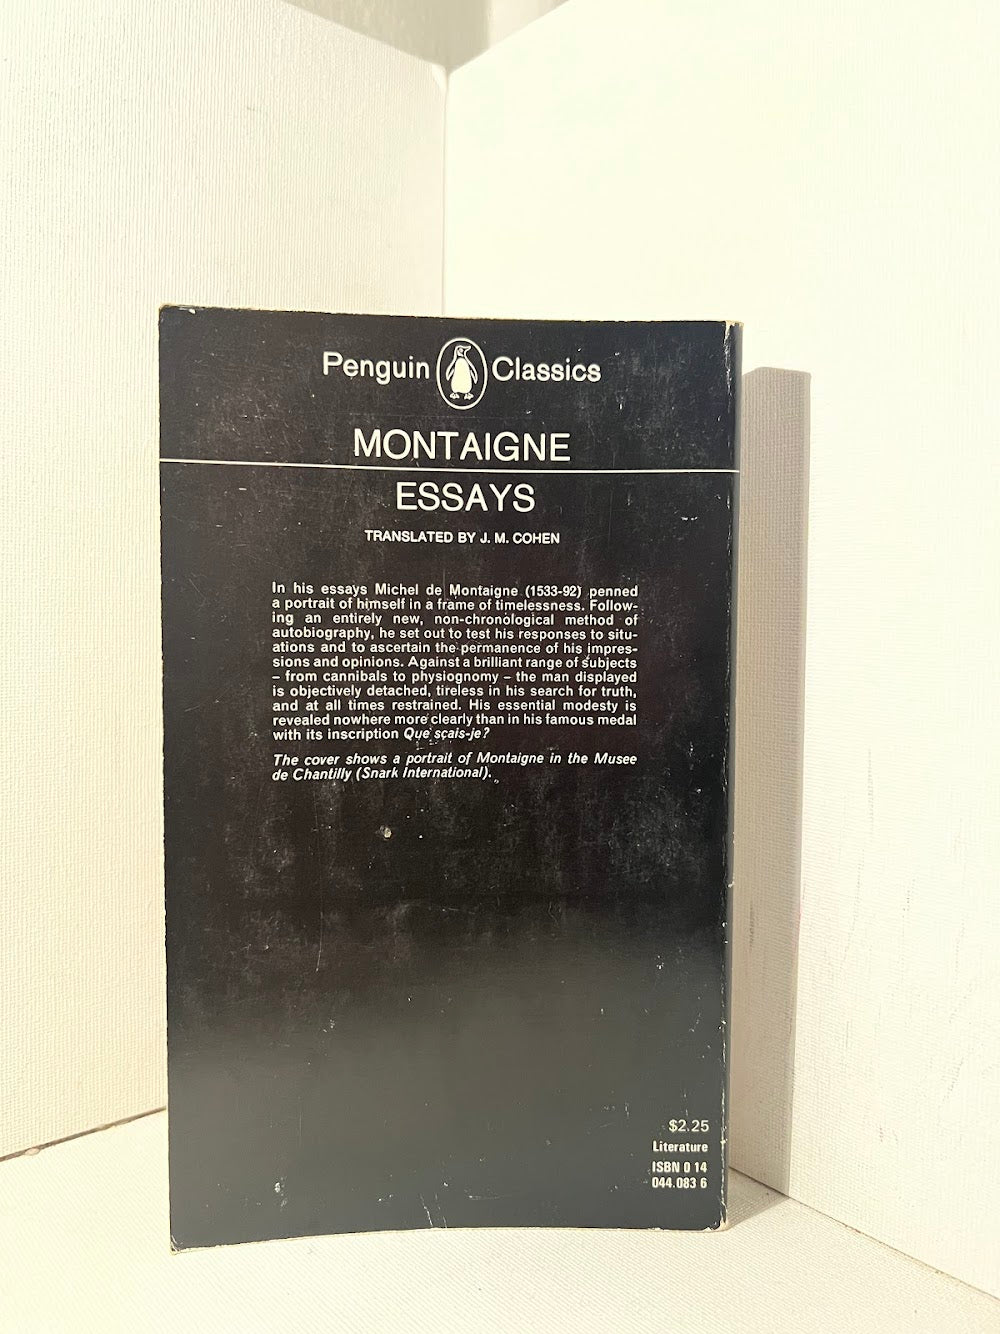 Penguin Classics
MONTAIGNE
ESSAYS
TRANSLATED BY J. M. COHEN
In his essays Michel de Montaigne (1533-92) penned
a portrait of himself in a frame of timelessness. Follow-
ing an entirely new, non-chronological method of
autobiography, he set out to test his responses to situ-
ations and to ascertain the permanence of his impres-
sions and opinions. Against a brilliant range of subjects
– from cannibals to physiognomy – the man displayed
is objectively detached, tireless in his search for truth,
and at all times restrained. His essential modesty is
revealed nowhere more clearly than in his famous medal
with its inscription Que sçais-je?
The cover shows a portrait of Montaigne in the Musee
de Chantilly (Snark International).
$2.25
Literature
ISBN 0 14
044.083 6